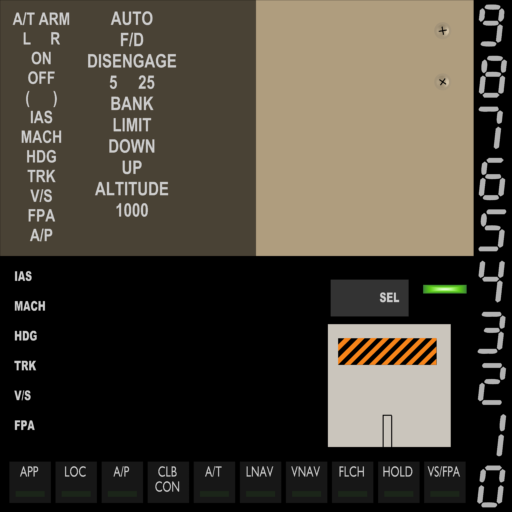 A/T ARM
L R
ON
OFF
( )
IAS
MACH
HDG
TRK
V/S
FPA
A/P
AUTO
F/D
DISENGAGE
5 25
BANK
LIMIT
DOWN
UP
ALTITUDE
1000
IAS
MACH
HDG
TRK
V/S
FPA
SEL
APP
LOC
A/P
CLB
CON
A/T
LNAV
VNAV
FLCH
HOLD
VS/FPA
9
8
7
6
5
4
3
2
1
0